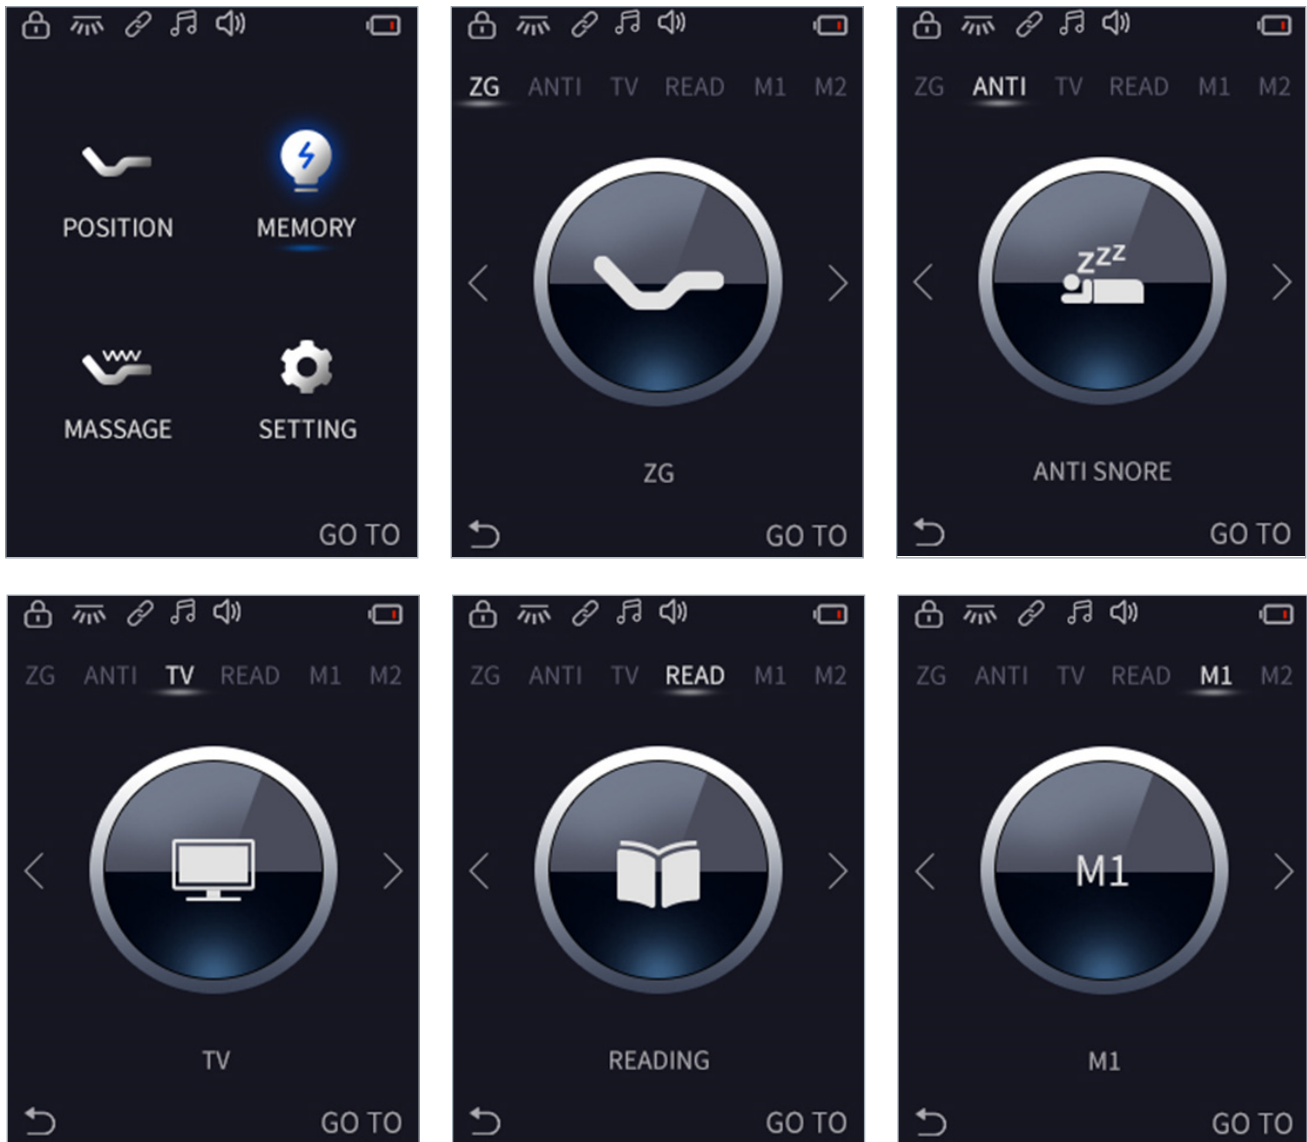 POSITION MEMORY
MASSAGE SETTING
GO TO
ZG ANTI TV READ M1 M2
ZG
GO TO
ZG ANTI TV READ M1 M2
zzz
ANTI SNORE
GO TO
ZG ANTI TV READ M1 M2
TV
GO TO
ZG ANTI TV READ M1 M2
READING
GO TO
ZG ANTI TV READ M1 M2
M1
M1
GO TO